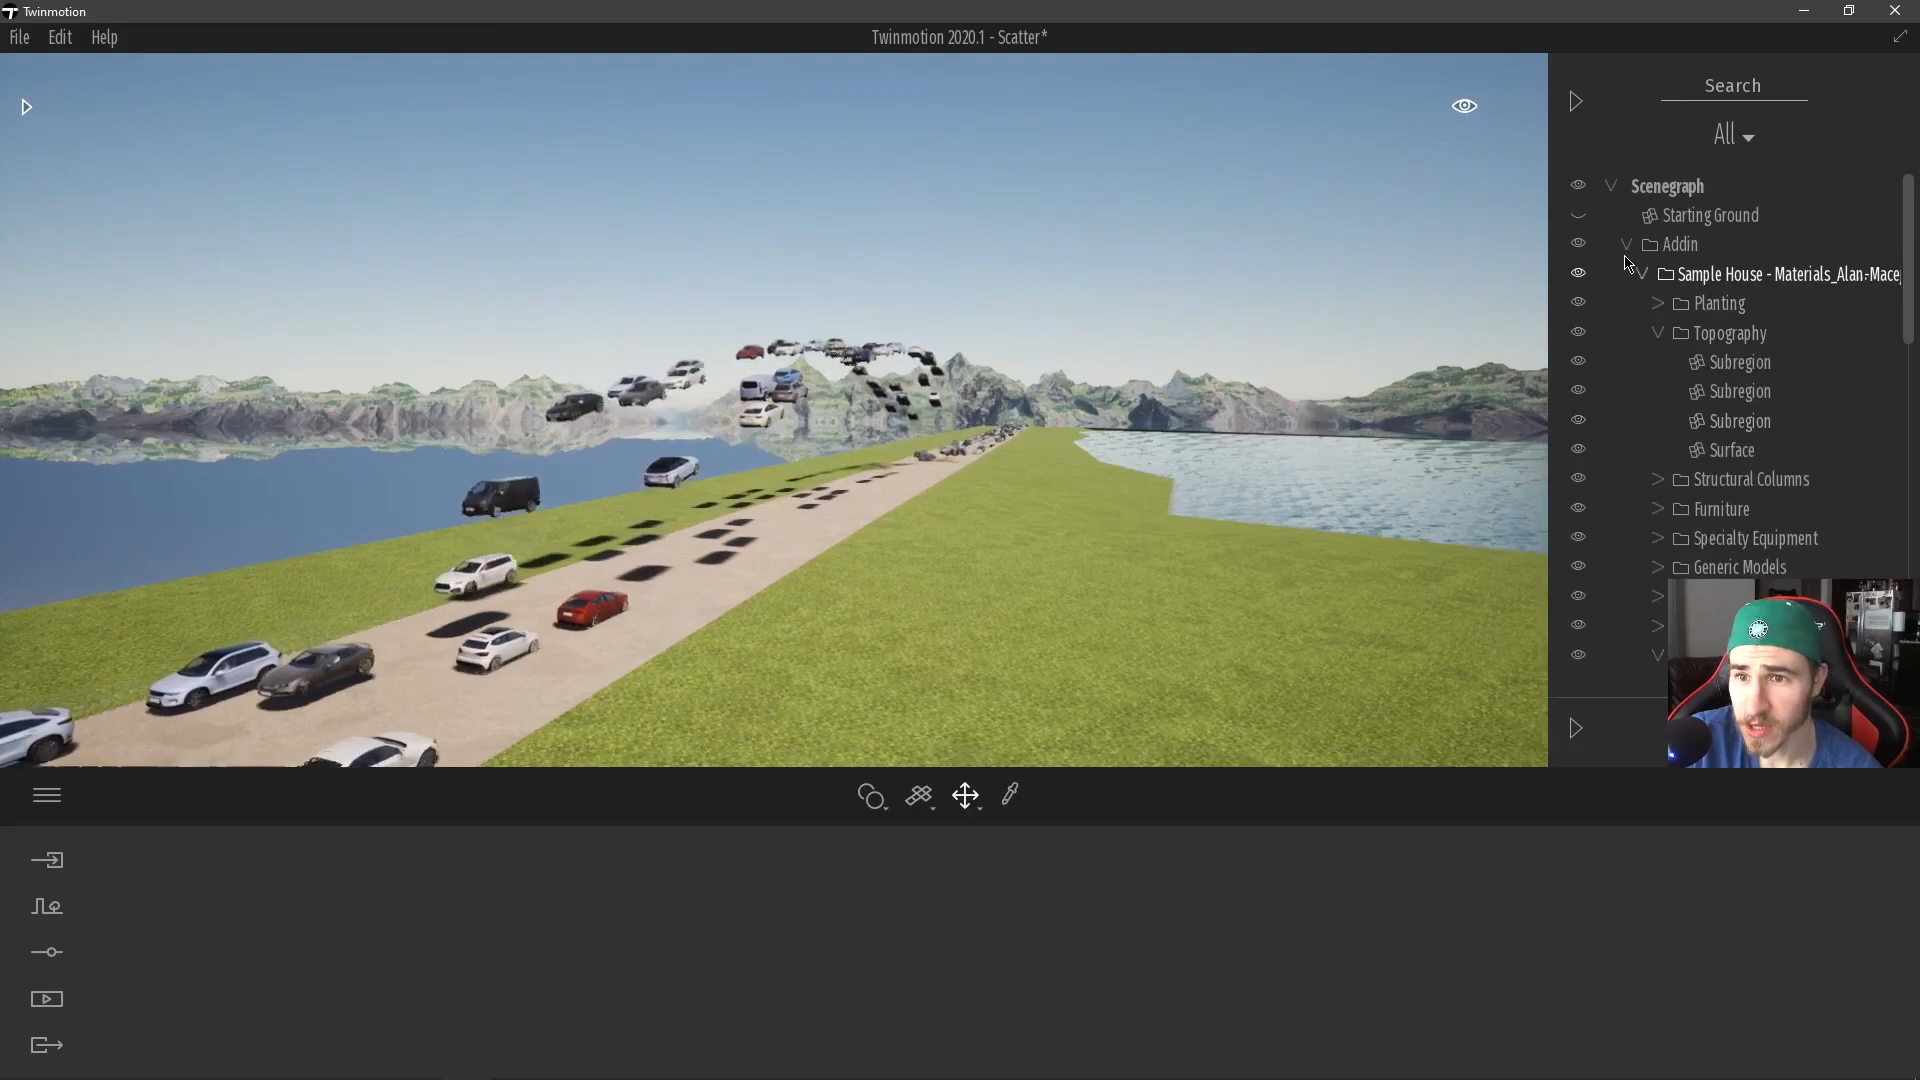 Twinmotion
File Edit Help
Twinmotion 2020.1 - Scatter*
Search
All
Scenegraph
Starting Ground
Addin
Sample House - Materials_Alan-Mace
Planting
Topography
Subregion
Subregion
Subregion
Surface
Structural Columns
Furniture
Specialty Equipment
Generic Models